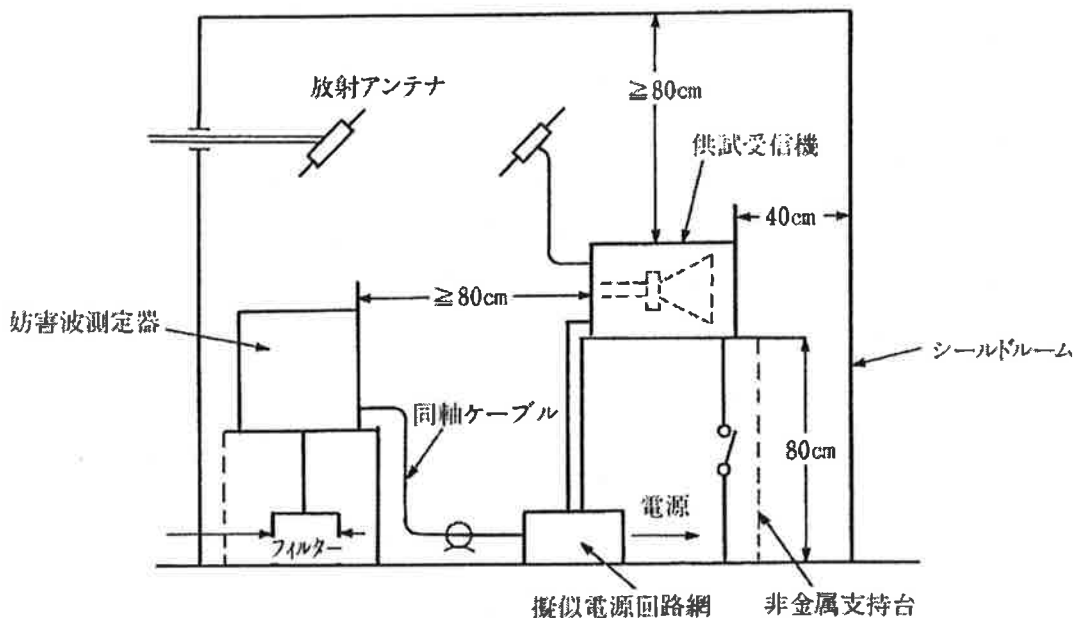 放射アンテナ
≧80cm
供試受信機
40cm
≧80cm
妨害波測定器
シールドルーム
同軸ケーブル
80cm
電源
フィルター
擬似電源回路網
非金属支持台